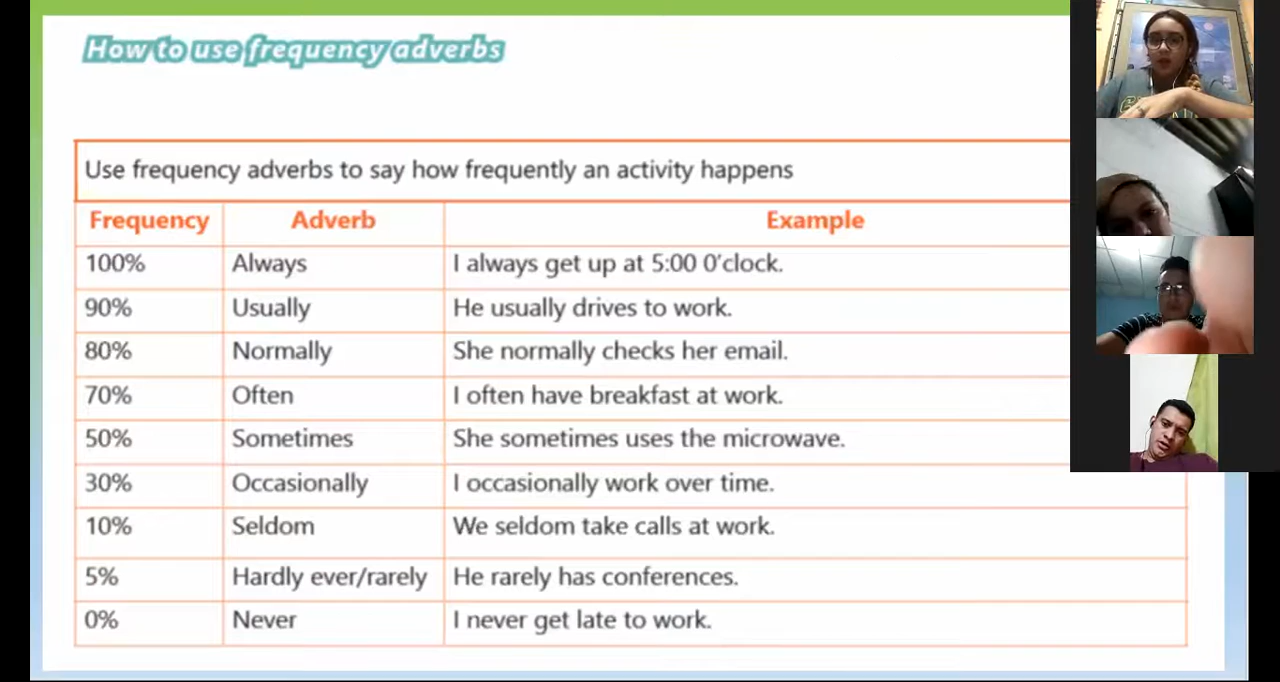 How to use frequency adverbs
Use frequency adverbs to say how frequently an activity happens
Frequency Adverb Example
100% Always I always get up at 5:00 O'clock.
90% Usually He usually drives to work.
80% Normally She normally checks her email.
70% Often I often have breakfast at work.
50% Sometimes She sometimes uses the microwave.
30% Occasionally I occasionally work over time.
10% Seldom We seldom take calls at work.
5% Hardly ever/rarely He rarely has conferences.
0% Never I never get late to work.